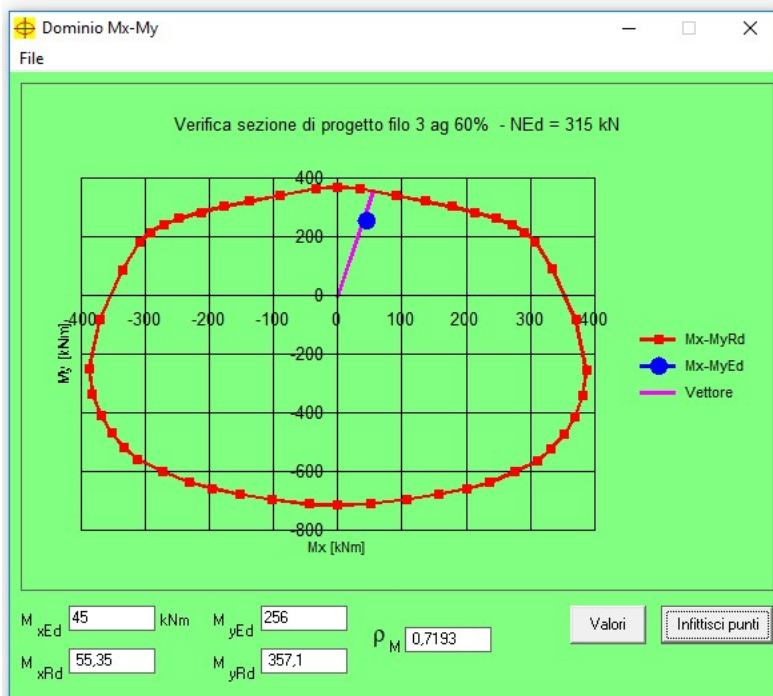 Dominio Mx-My
File
Verifica sezione di progetto filo 3 ag 60% - NEd = 315 kN
400
200
0
-400 -300 -200 -100 0 100 200 300 400
-200
-400
-600
-800
My [kNm]
Mx [kNm]
Mx-MyRd
Mx-MyEd
Vettore
M xEd 45 kNm M yEd 256
M xRd 55,35 M yRd 357,1
ρ M 0,7193
Valori
Infittisci punti